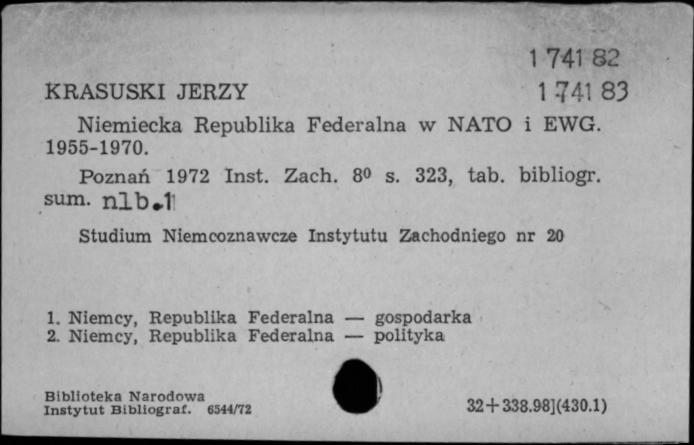 1 741 82
KRASUSKI JERZY 1 741 83
Niemiecka Republika Federalna w NATO i EWG.
1955-1970.
Poznań 1972 Inst. Zach. 8⁰ s. 323, tab. bibliogr.
sum. nlb.1
Studium Niemcoznawcze Instytutu Zachodniego nr 20
1. Niemcy, Republika Federalna — gospodarka
2. Niemcy, Republika Federalna — polityka
Biblioteka Narodowa
Instytut Bibliograf. 6544/72 32+338.98](430.1)